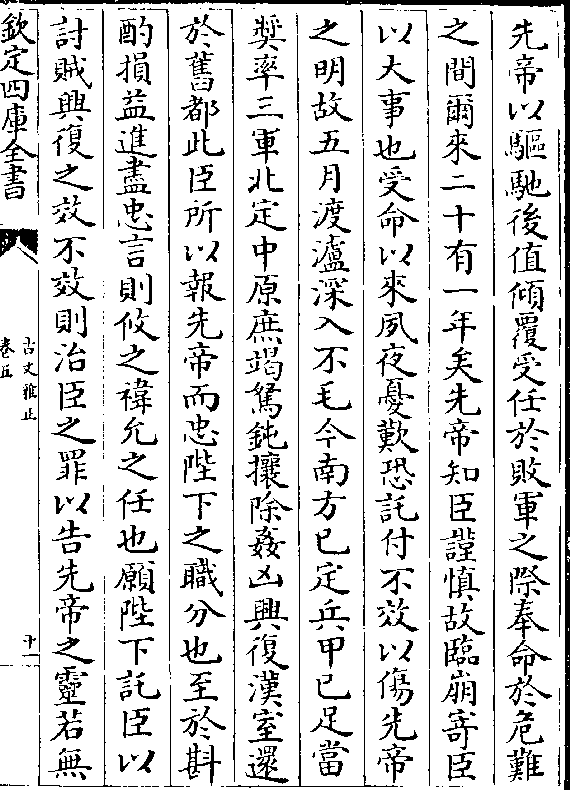 先帝以驅馳後值傾覆受任於敗軍之際奉命於危難
之間爾來二十有一年矣先帝知臣謹慎故臨崩寄臣
以大事也受命以來夙夜憂歎恐託付不效以傷先帝
之明故五月渡瀘深入不毛今南方已定兵甲已足當
奬率三軍北定中原庶竭駑鈍攘除姦凶興復漢室還
於舊都此臣所以報先帝而忠陛下之職分也至於斟
酌損益進盡忠言則攸之禕允之任也願陛下託臣以
討賊興復之效不效則治臣之罪以告先帝之靈若無
欽定四庫全書
古文雅正
卷五
十一